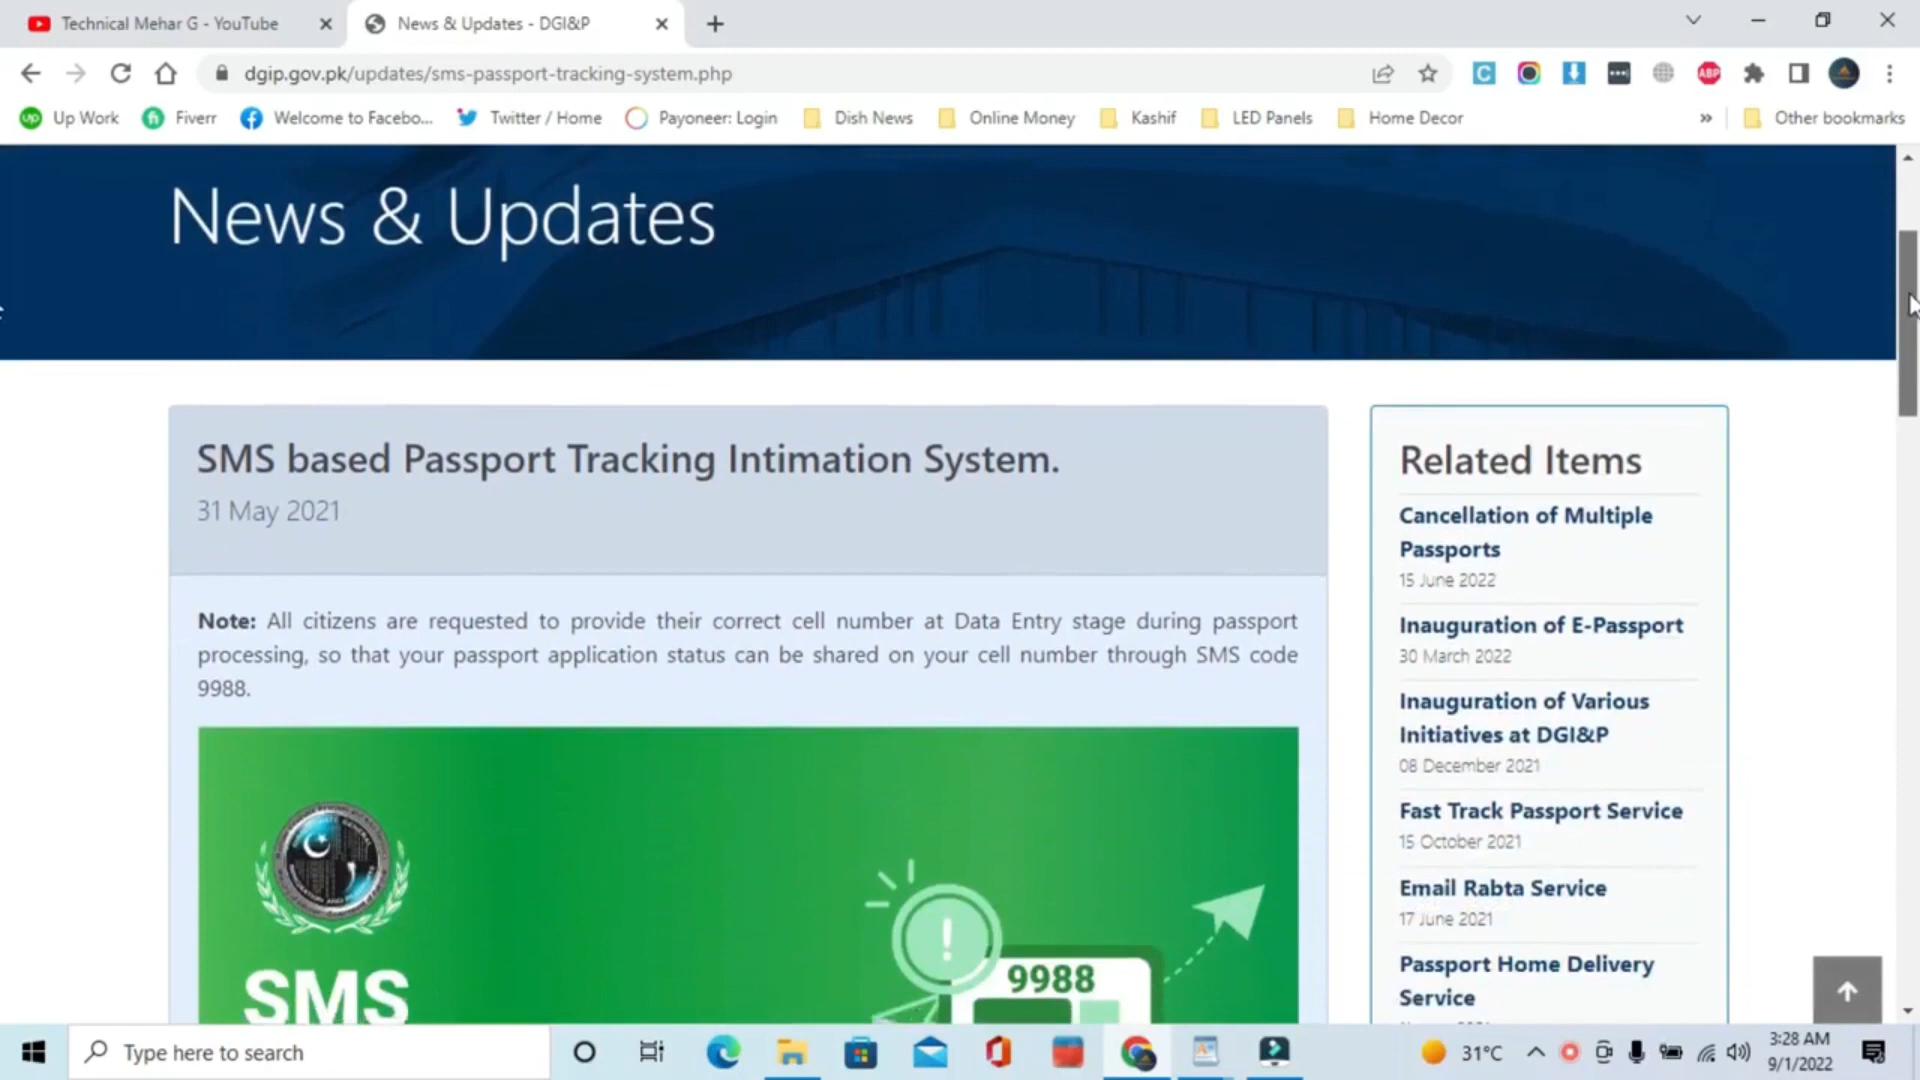 Technical Mehar G - YouTube
News & Updates - DGI&P
dgip.gov.pk/updates/sms-passport-tracking-system.php
ABP
up Up Work
fi Fiverr
Welcome to Facebo...
Twitter / Home
Payoneer: Login
Dish News
Online Money
Kashif
LED Panels
Home Decor
»
Other bookmarks
News & Updates
SMS based Passport Tracking Intimation System.
31 May 2021
Note: All citizens are requested to provide their correct cell number at Data Entry stage during passport
processing, so that your passport application status can be shared on your cell number through SMS code
9988.
SMS
9988
Related Items
Cancellation of Multiple
Passports
15 June 2022
Inauguration of E-Passport
30 March 2022
Inauguration of Various
Initiatives at DGI&P
08 December 2021
Fast Track Passport Service
15 October 2021
Email Rabta Service
17 June 2021
Passport Home Delivery
Service
Type here to search
31°C
3:28 AM
9/1/2022